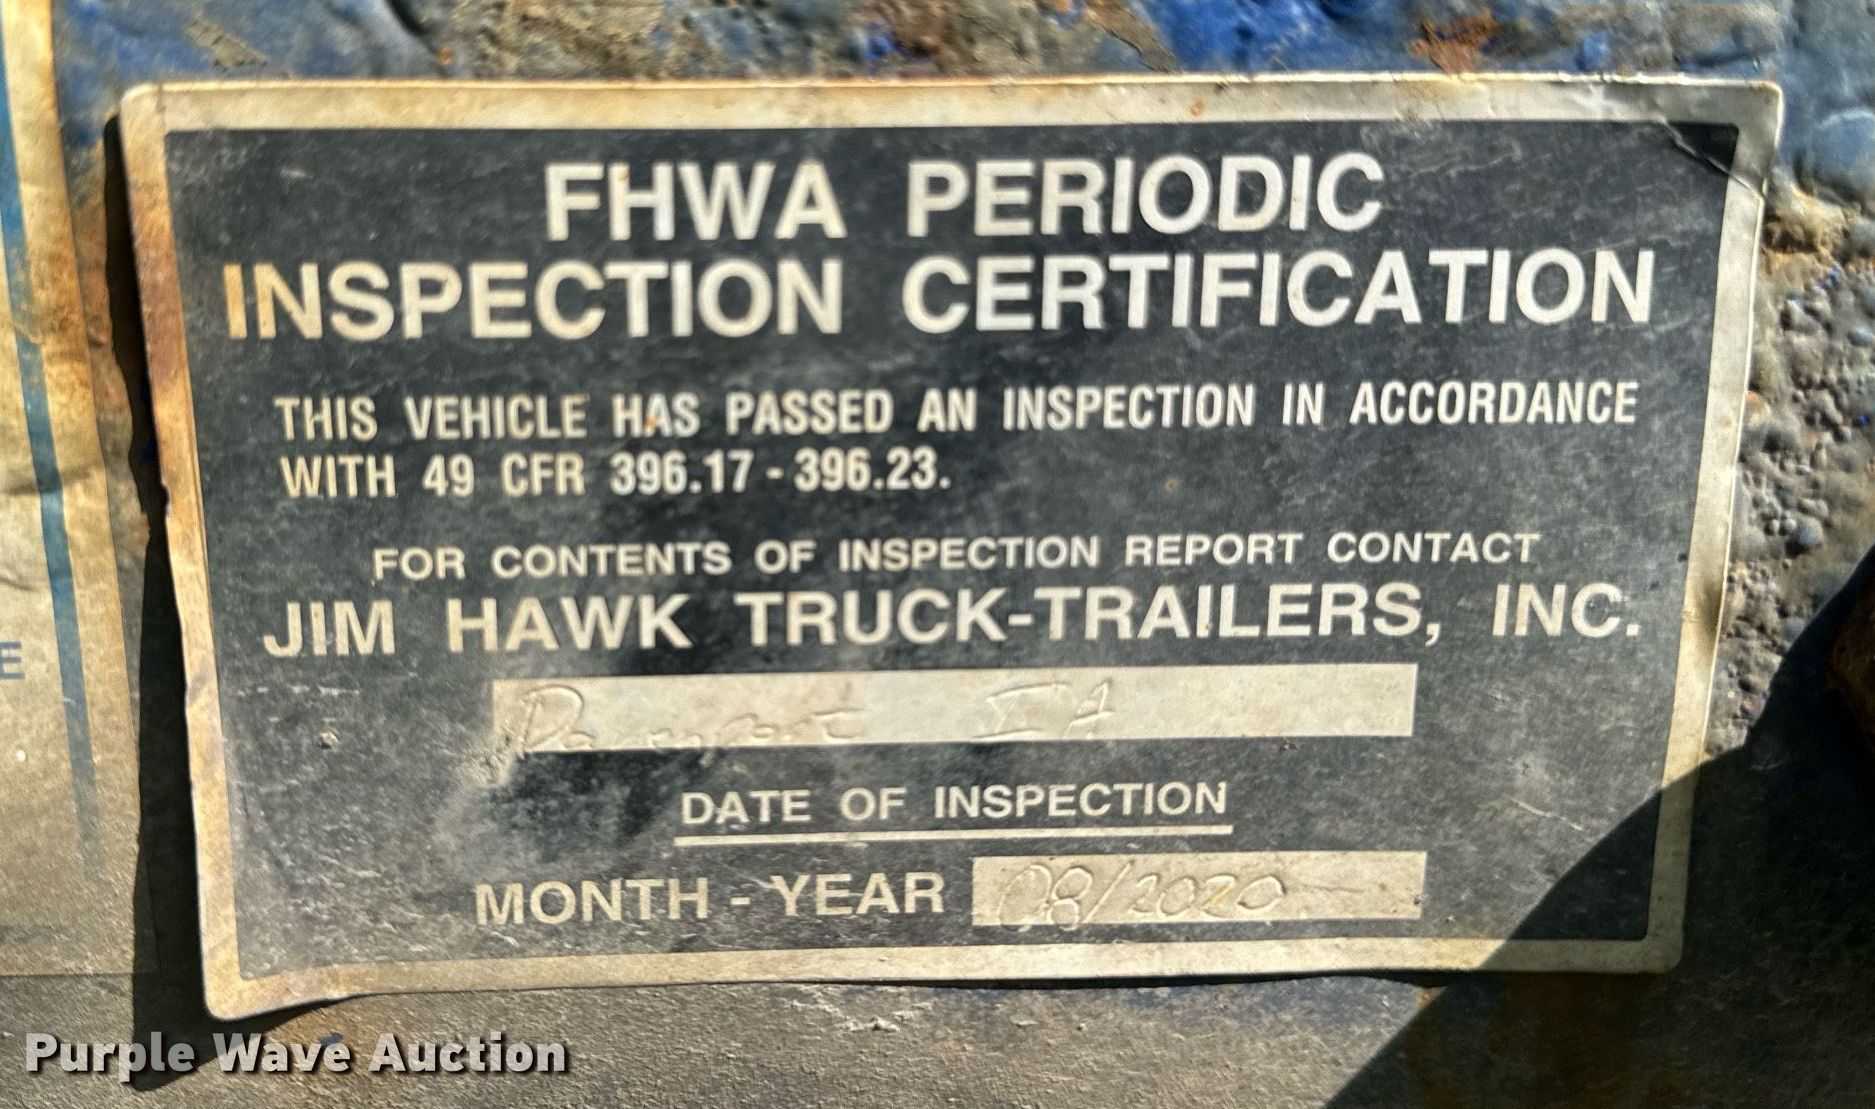 FHWA PERIODIC
INSPECTION CERTIFICATION
THIS VEHICLE HAS PASSED AN INSPECTION IN ACCORDANCE
WITH 49 CFR 396.17 - 396.23.
FOR CONTENTS OF INSPECTION REPORT CONTACT
JIM HAWK TRUCK-TRAILERS, INC.
Davenport IA
DATE OF INSPECTION
MONTH - YEAR 08/2020
E
Purple Wave Auction